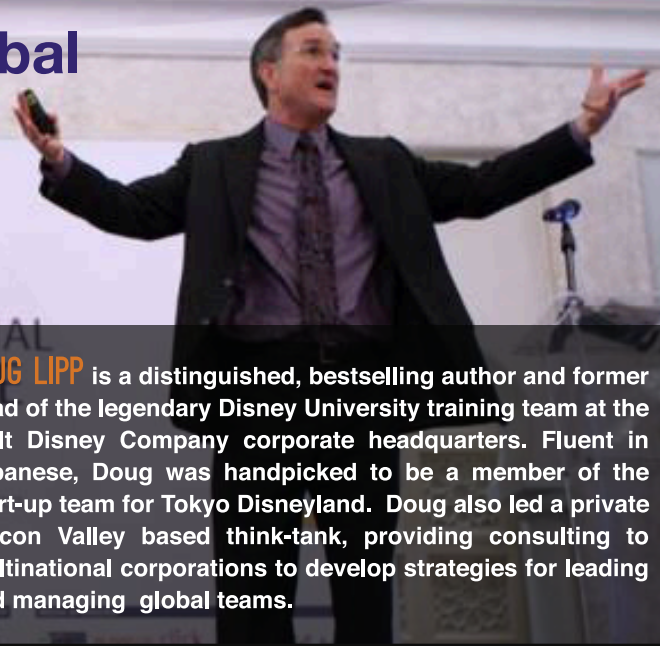 bal
AL
UG LIPP is a distinguished, bestselling author and former
ad of the legendary Disney University training team at the
lt Disney Company corporate headquarters. Fluent in
panese, Doug was handpicked to be a member of the
rt-up team for Tokyo Disneyland. Doug also led a private
icon Valley based think-tank, providing consulting to
ltinational corporations to develop strategies for leading
d managing global teams.